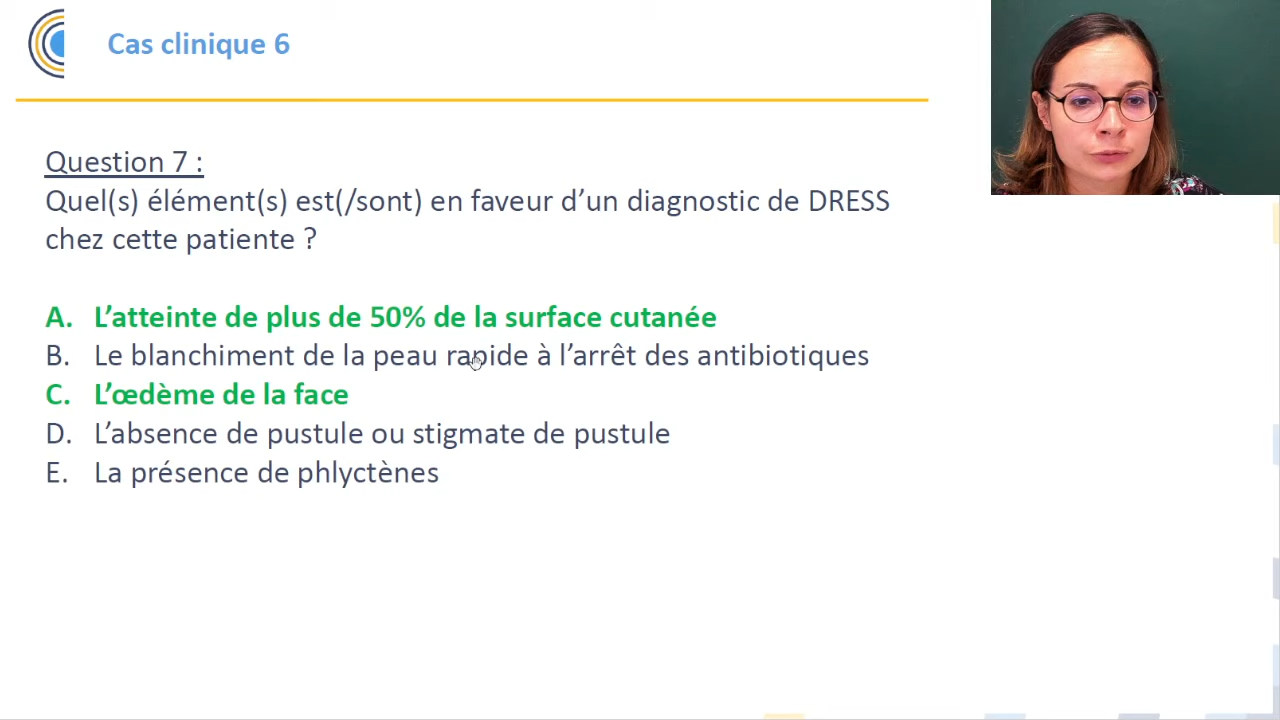 Cas clinique 6
Question 7 :
Quel(s) élément(s) est(/sont) en faveur d’un diagnostic de DRESS
chez cette patiente ?
A. L’atteinte de plus de 50% de la surface cutanée
B. Le blanchiment de la peau rapide à l’arrêt des antibiotiques
C. L’œdème de la face
D. L’absence de pustule ou stigmate de pustule
E. La présence de phlyctènes